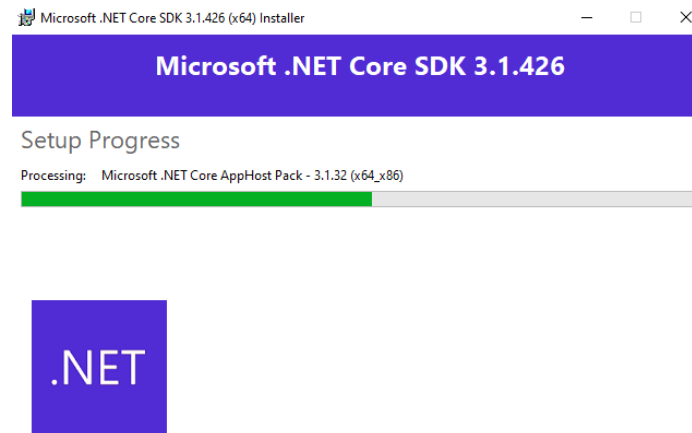 Microsoft .NET Core SDK 3.1.426 (x64) Installer
Microsoft .NET Core SDK 3.1.426
Setup Progress
Processing: Microsoft .NET Core AppHost Pack - 3.1.32 (x64_x86)
.NET